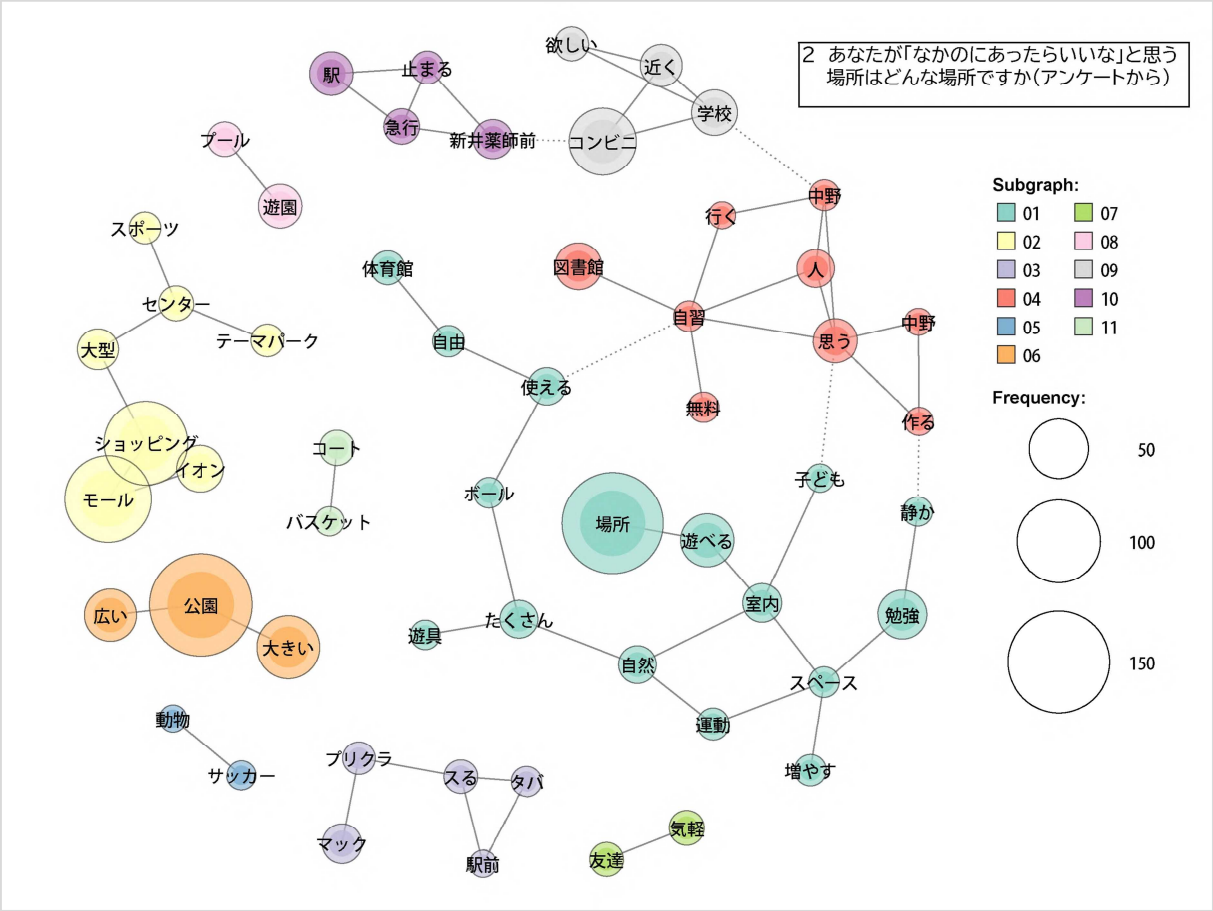 2 あなたが「なかのにあったらいいな」と思う
場所はどんな場所ですか(アンケートから)
欲しい
近く
駅
止まる
学校
急行
新井薬師前
コンビニ
プール
遊園
中野
行く
スポーツ
体育館
図書館
人
センター
自習
中野
テーマパーク
大型
自由
思う
使える
無料
作る
ショッピング
コート
イオン
モール
ボール
子ども
バスケット
場所
静か
遊べる
広い
公園
室内
勉強
大きい
遊具
たくさん
自然
スペース
動物
運動
サッカー
プリクラ
スる
タバ
増やす
マック
駅前
友達
気軽
Subgraph:
01
07
02
08
03
09
04
10
05
11
06
Frequency:
50
100
150